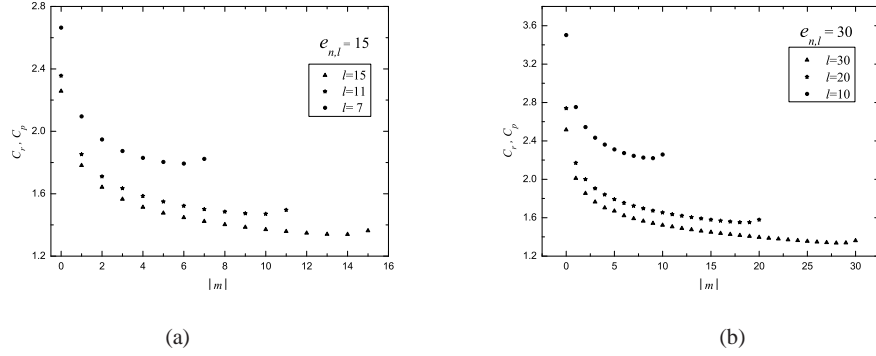 2.8
2.4
2.0
1.6
1.2
C_r, C_p
0 2 4 6 8 10 12 14 16
|m|
e_{n,l} = 15
l=15
l=11
l= 7
(a)
3.6
3.2
2.8
2.4
2.0
1.6
1.2
C_r, C_p
0 5 10 15 20 25 30
|m|
e_{n,l} = 30
l=30
l=20
l=10
(b)